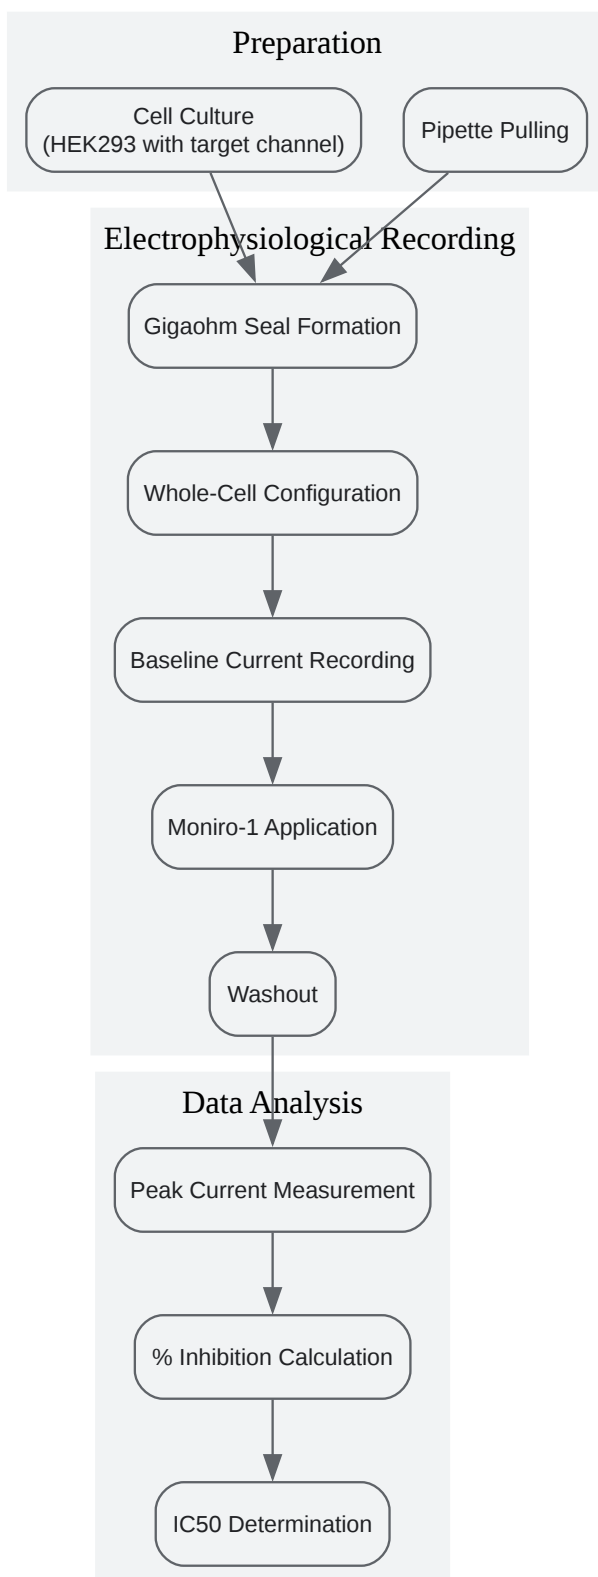 Preparation
Cell Culture
(HEK293 with target channel)
Pipette Pulling
Electrophysiological Recording
Gigaohm Seal Formation
Whole-Cell Configuration
Baseline Current Recording
Moniro-1 Application
Washout
Data Analysis
Peak Current Measurement
% Inhibition Calculation
IC50 Determination